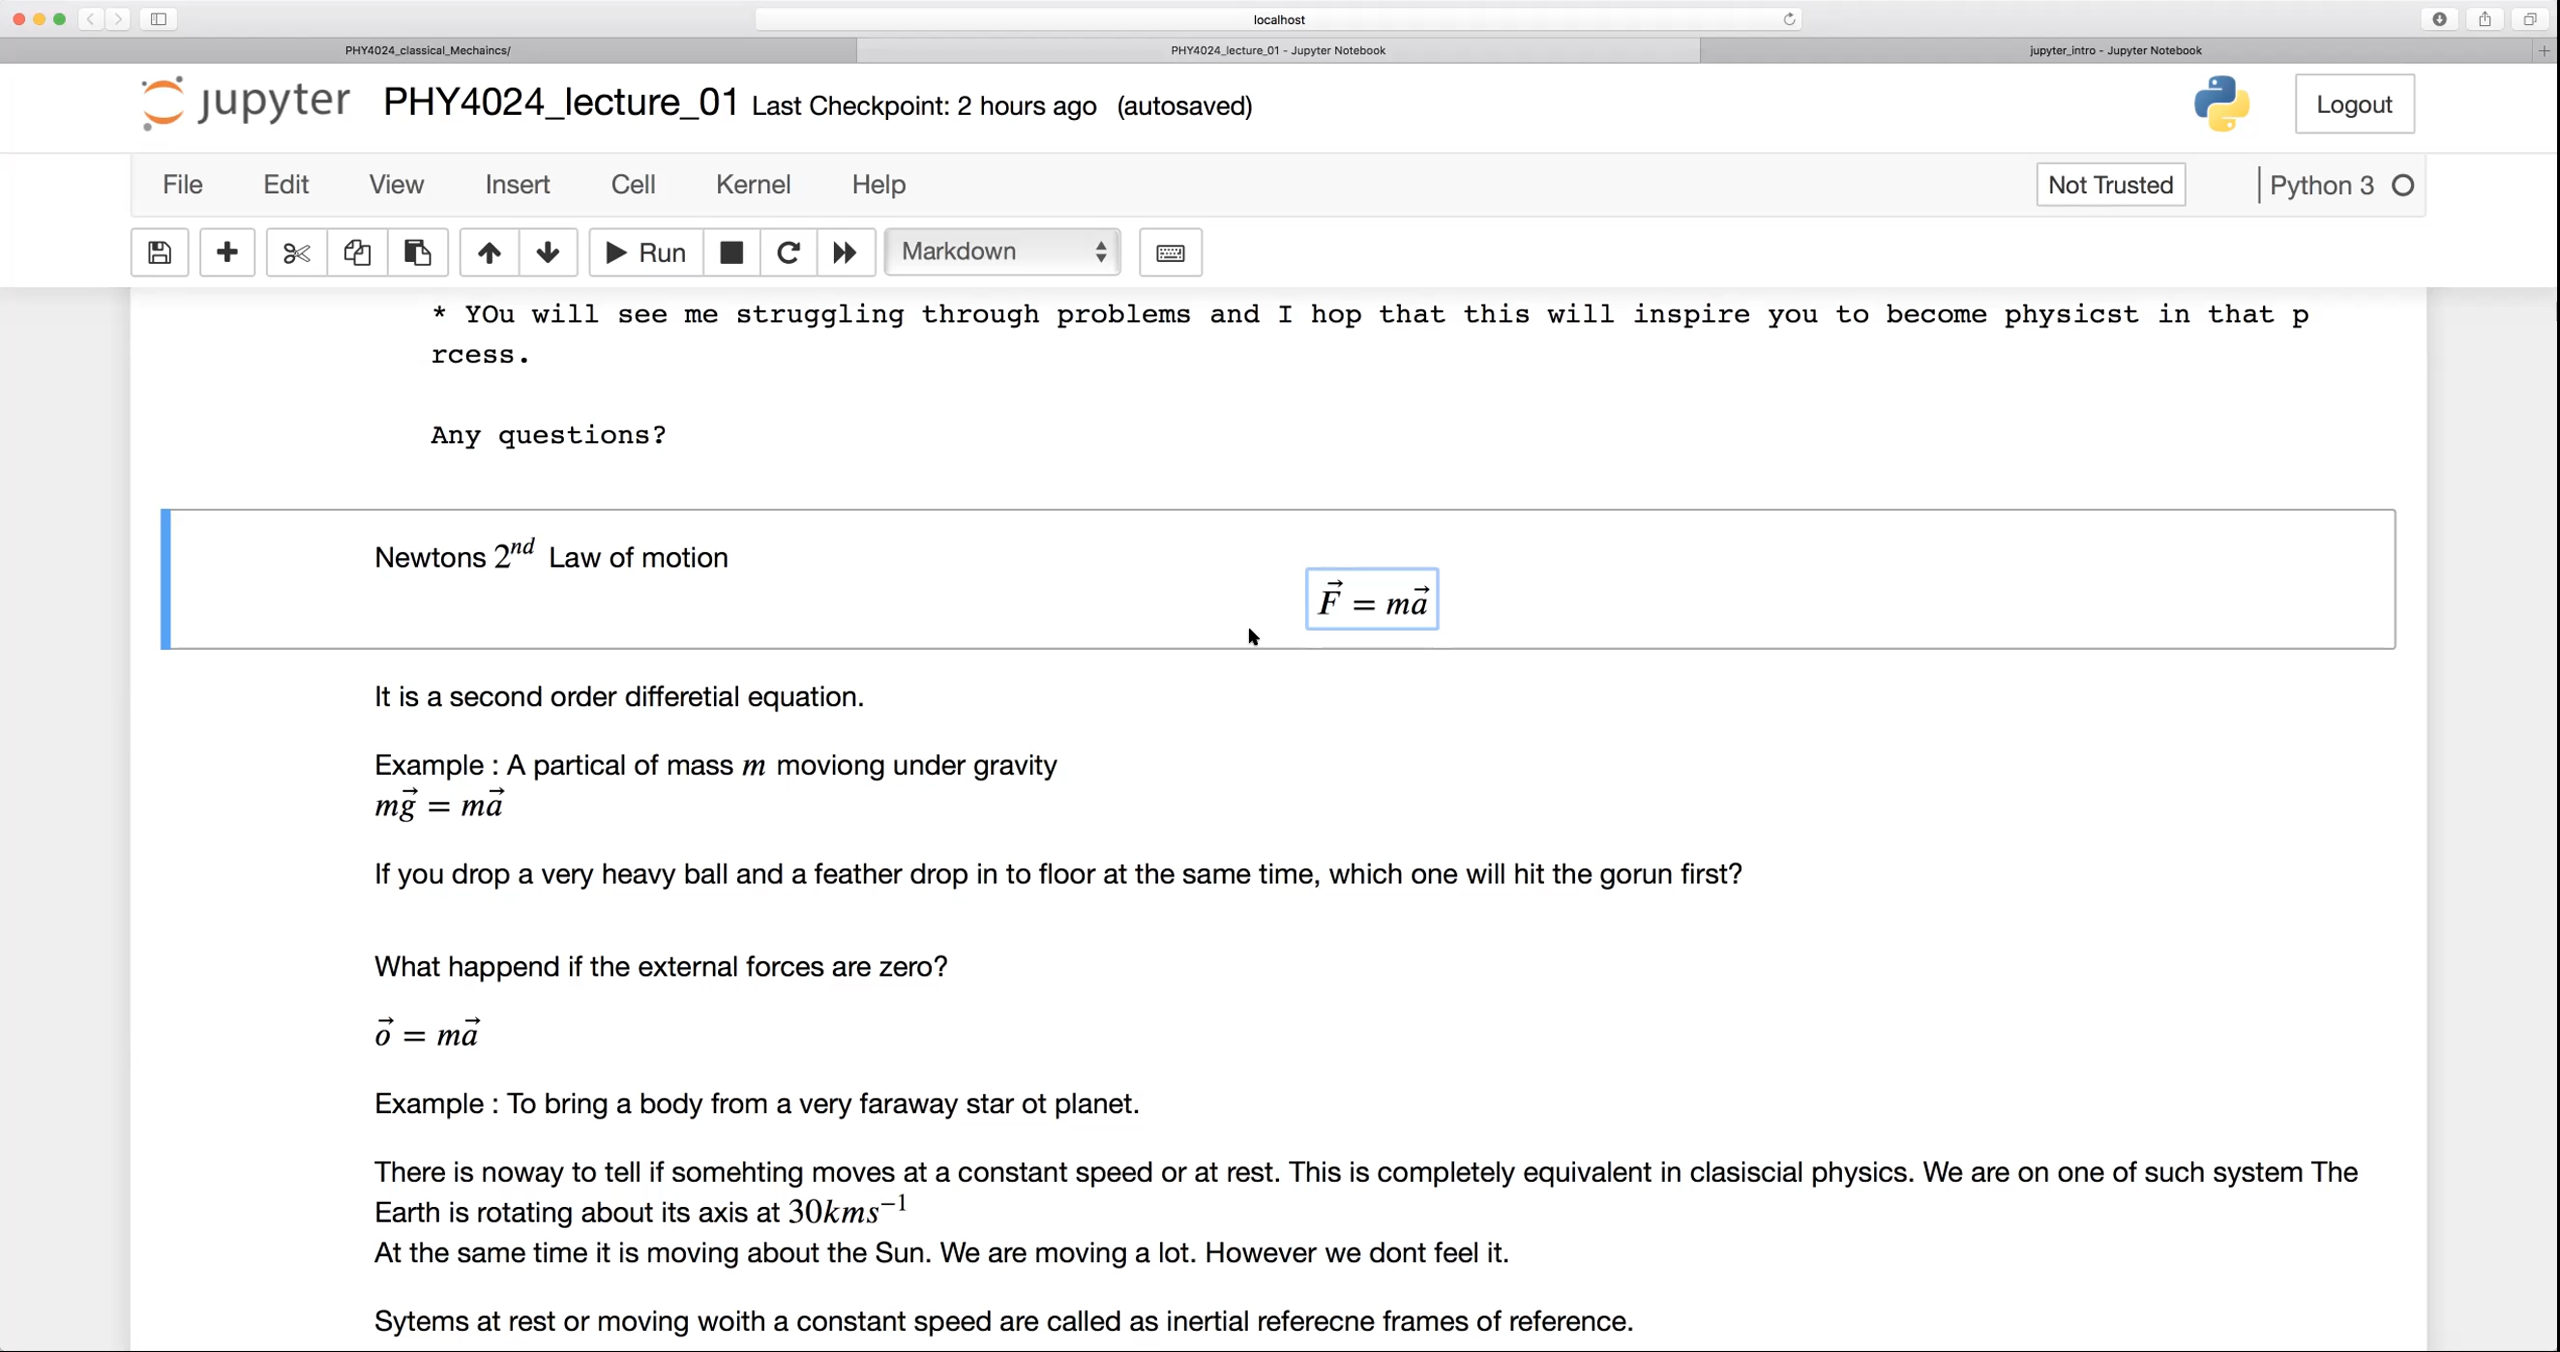 localhost
PHY4024_classical_Mechaincs/
PHY4024_lecture_01 - Jupyter Notebook
jupyter_intro - Jupyter Notebook
jupyter PHY4024_lecture_01 Last Checkpoint: 2 hours ago (autosaved)
Logout
File Edit View Insert Cell Kernel Help
Not Trusted
Python 3
Run
Markdown
* YOu will see me struggling through problems and I hop that this will inspire you to become physicst in that p
rcess.
Any questions?
Newtons 2^{nd} Law of motion
\vec{F} = m\vec{a}
It is a second order differetial equation.
Example : A partical of mass m moviong under gravity
m\vec{g} = m\vec{a}
If you drop a very heavy ball and a feather drop in to floor at the same time, which one will hit the gorun first?
What happend if the external forces are zero?
\vec{o} = m\vec{a}
Example : To bring a body from a very faraway star ot planet.
There is noway to tell if somehting moves at a constant speed or at rest. This is completely equivalent in clasiscial physics. We are on one of such system The
Earth is rotating about its axis at 30kms^{-1}
At the same time it is moving about the Sun. We are moving a lot. However we dont feel it.
Sytems at rest or moving woith a constant speed are called as inertial referecne frames of reference.